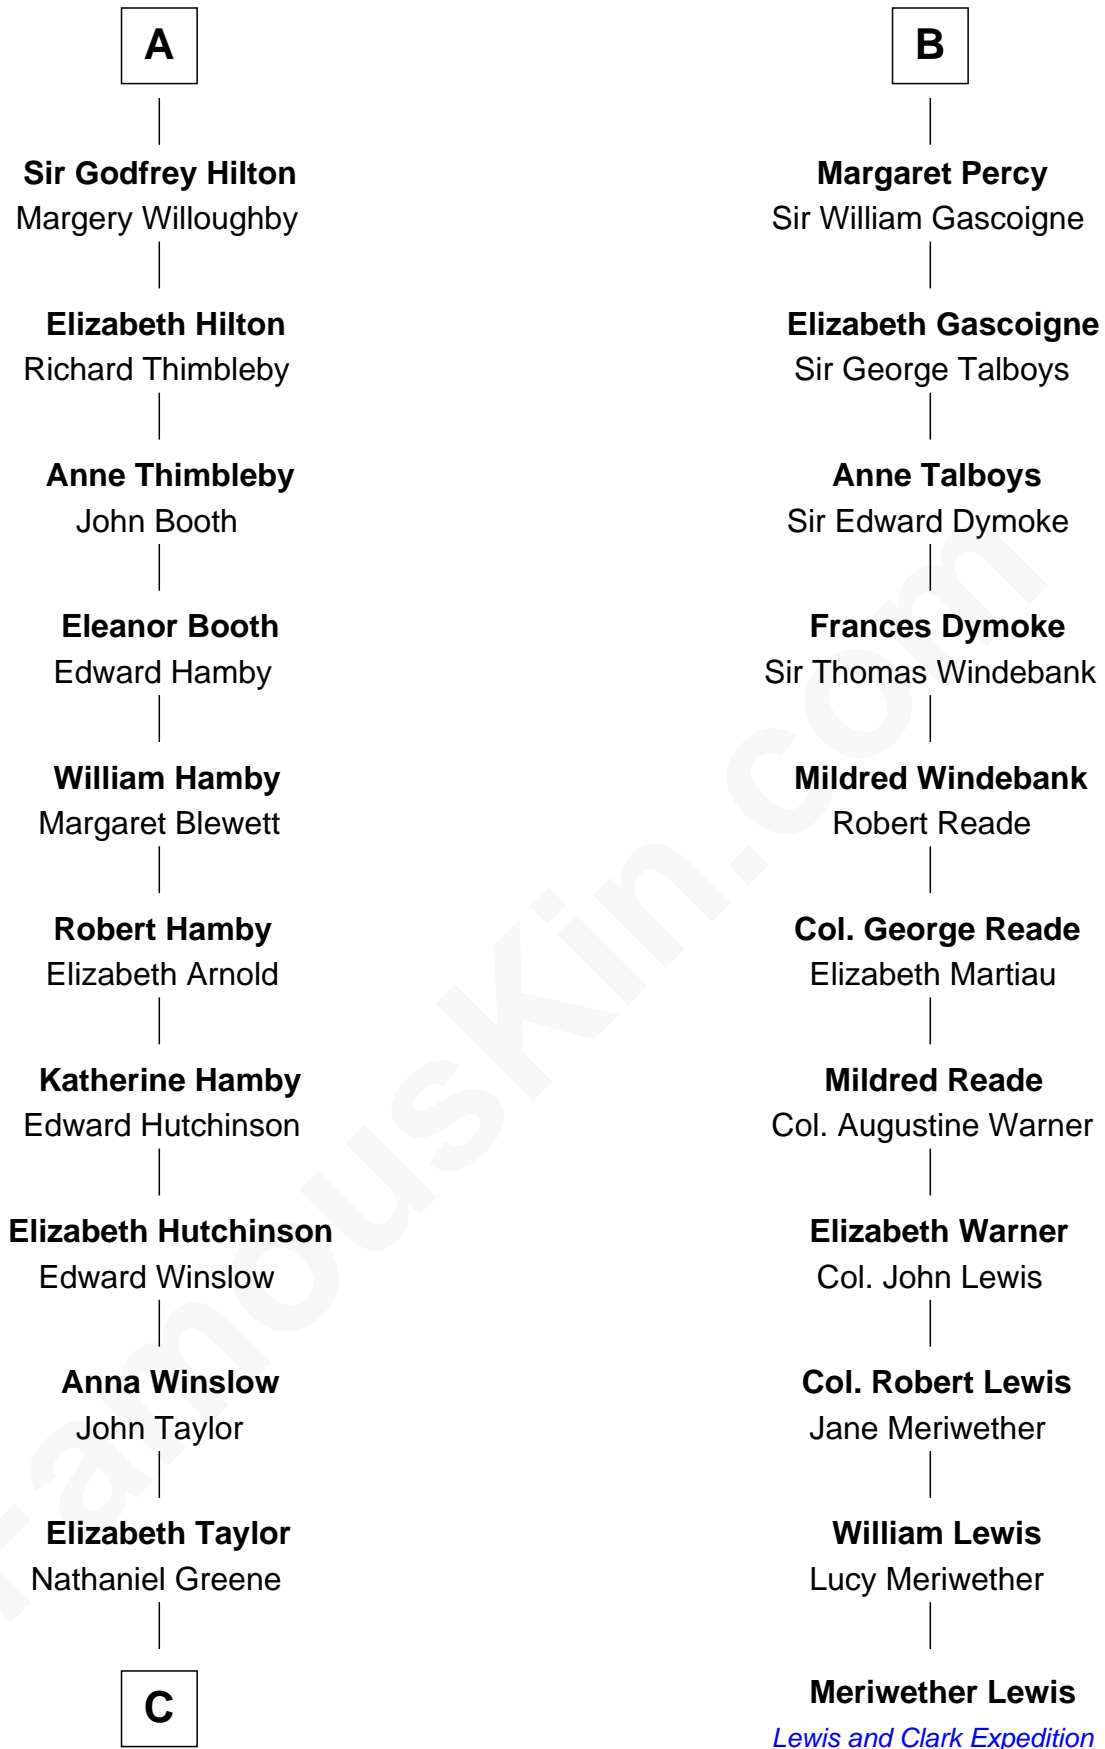 A
Sir Godfrey Hilton
Margery Willoughby
Elizabeth Hilton
Richard Thimbleby
Anne Thimbleby
John Booth
Eleanor Booth
Edward Hamby
William Hamby
Margaret Blewett
Robert Hamby
Elizabeth Arnold
Katherine Hamby
Edward Hutchinson
Elizabeth Hutchinson
Edward Winslow
Anna Winslow
John Taylor
Elizabeth Taylor
Nathaniel Greene
C
B
Margaret Percy
Sir William Gascoigne
Elizabeth Gascoigne
Sir George Talboys
Anne Talboys
Sir Edward Dymoke
Frances Dymoke
Sir Thomas Windebank
Mildred Windebank
Robert Reade
Col. George Reade
Elizabeth Martiau
Mildred Reade
Col. Augustine Warner
Elizabeth Warner
Col. John Lewis
Col. Robert Lewis
Jane Meriwether
William Lewis
Lucy Meriwether
Meriwether Lewis
Lewis and Clark Expedition
FamousKin.com